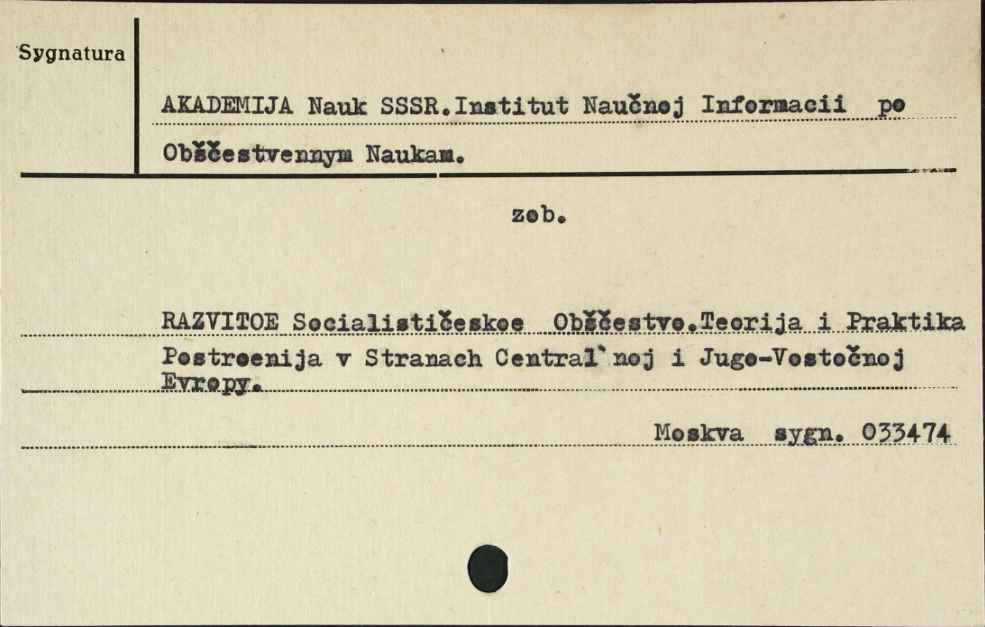 Sygnatura
AKADEMIJA Nauk SSSR.Institut Naučnoj Informacii po
Obščestvennym Naukam.
zob.
RAZVITOE Socialističeskoe Obščestvo.Teorija i Praktika
Postroenija v Stranach Central'noj i Jugo-Vostočnoj
Evropy.
Moskva sygn. 033474